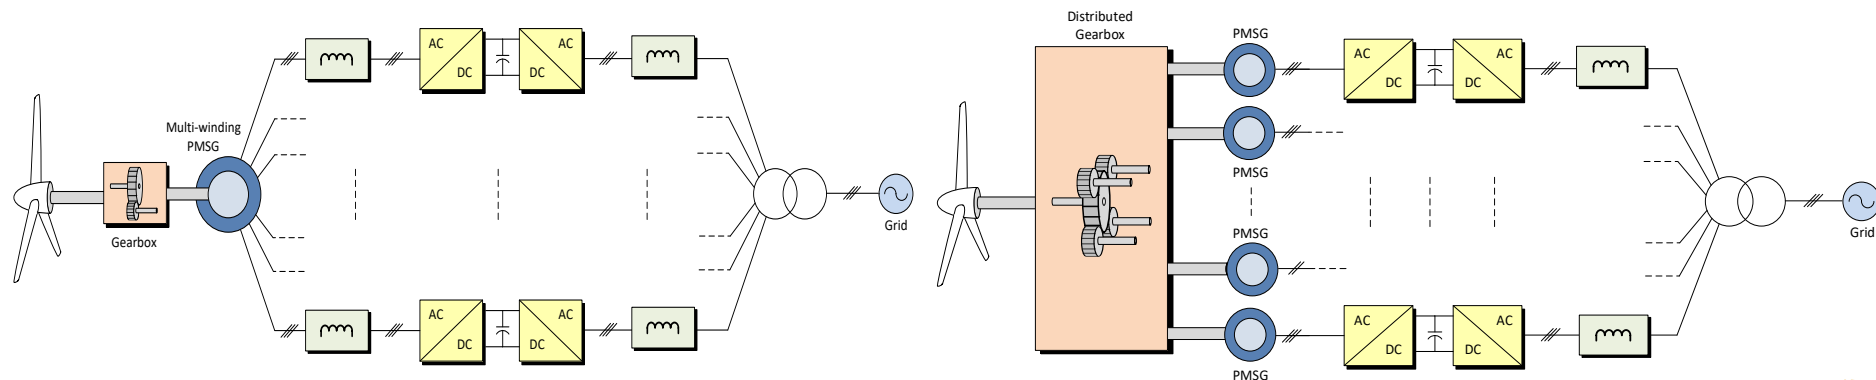 AC
DC
AC
DC
Multi-winding
PMSG
Gearbox
Grid
AC
DC
AC
DC
Distributed
Gearbox
PMSG
AC
DC
AC
DC
PMSG
PMSG
Grid
AC
DC
AC
DC
PMSG